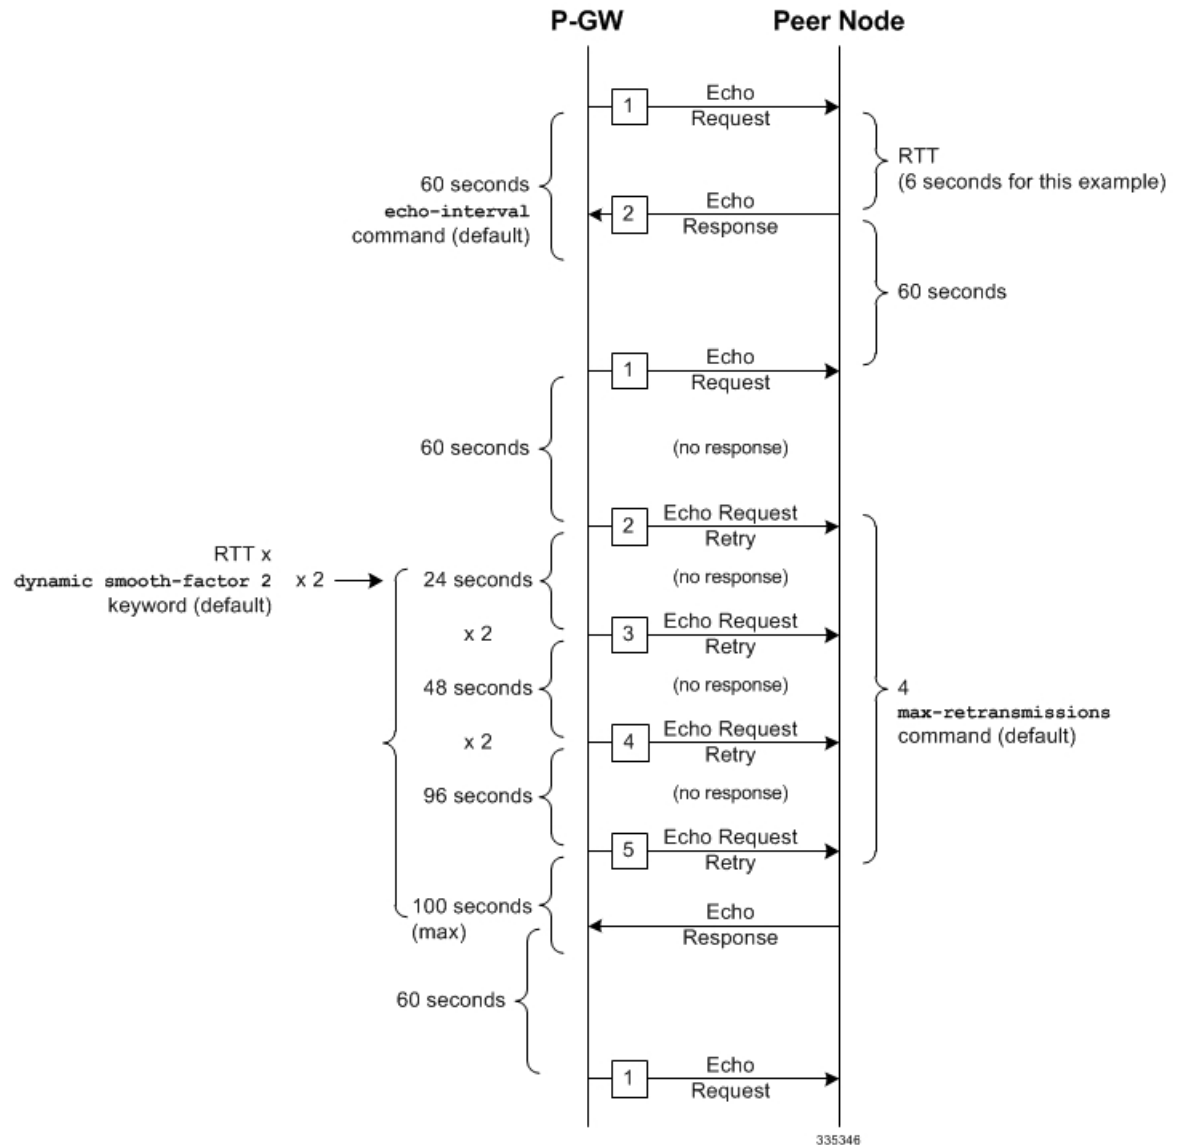 P-GW
Peer Node
1
Echo
Request
60 seconds
echo-interval
command (default)
RTT
(6 seconds for this example)
2
Echo
Response
60 seconds
1
Echo
Request
60 seconds
(no response)
2
Echo Request
Retry
RTT x
dynamic smooth-factor 2
keyword (default)
x 2
24 seconds
(no response)
x 2
3
Echo Request
Retry
48 seconds
(no response)
4
max-retransmissions
command (default)
x 2
4
Echo Request
Retry
96 seconds
(no response)
5
Echo Request
Retry
100 seconds
(max)
Echo
Response
60 seconds
1
Echo
Request
335346